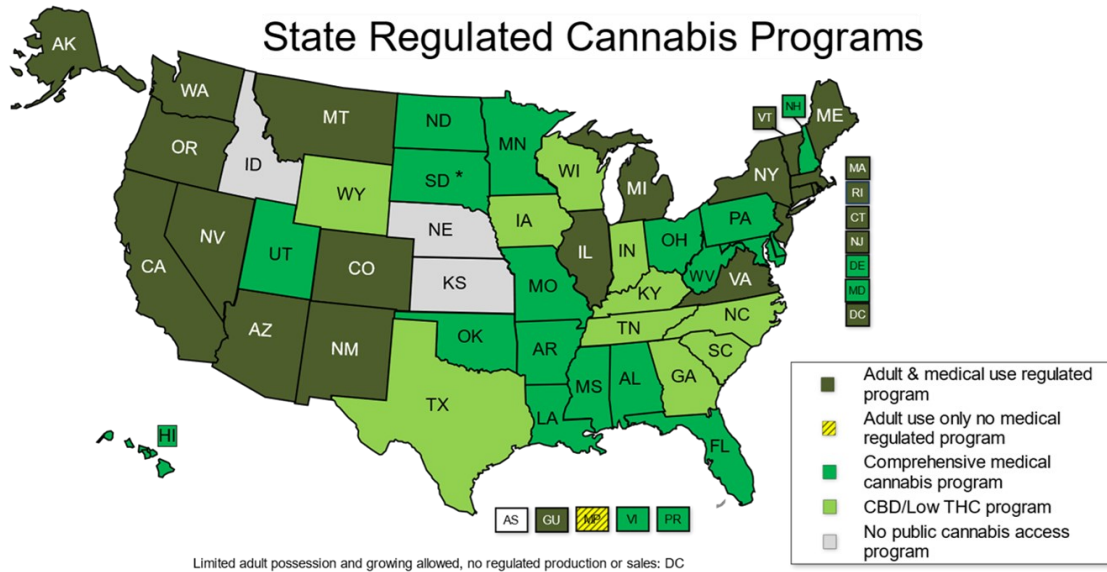 State Regulated Cannabis Programs
AK
WA
MT
ND
MN
VT
NH
ME
OR
ID
SD *
WI
MI
NY
MA
RI
CT
NJ
DE
MD
DC
WY
IA
NE
PA
NV
UT
CO
IL
IN
OH
WV
VA
CA
KS
MO
KY
AZ
NM
OK
AR
TN
NC
SC
TX
MS
AL
GA
LA
FL
HI
AS
GU
MP
VI
PR
Adult & medical use regulated
program
Adult use only no medical
regulated program
Comprehensive medical
cannabis program
CBD/Low THC program
No public cannabis access
program
Limited adult possession and growing allowed, no regulated production or sales: DC